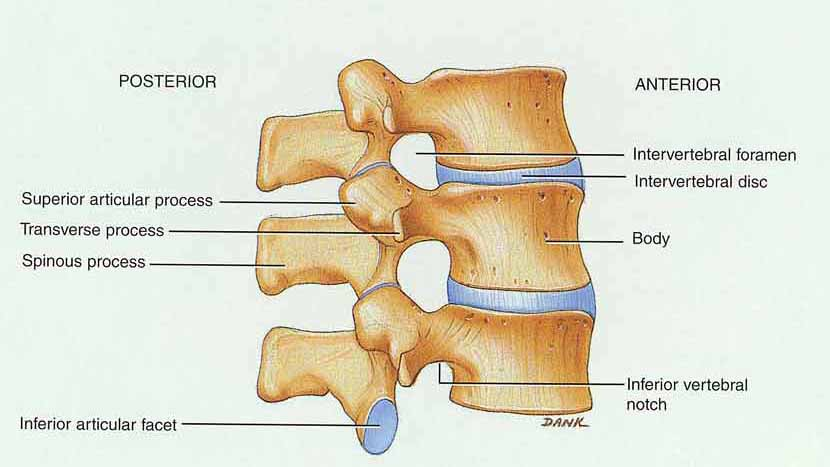 POSTERIOR
ANTERIOR
Intervertebral foramen
Intervertebral disc
Superior articular process
Transverse process
Spinous process
Body
Inferior vertebral
notch
Inferior articular facet
DANK